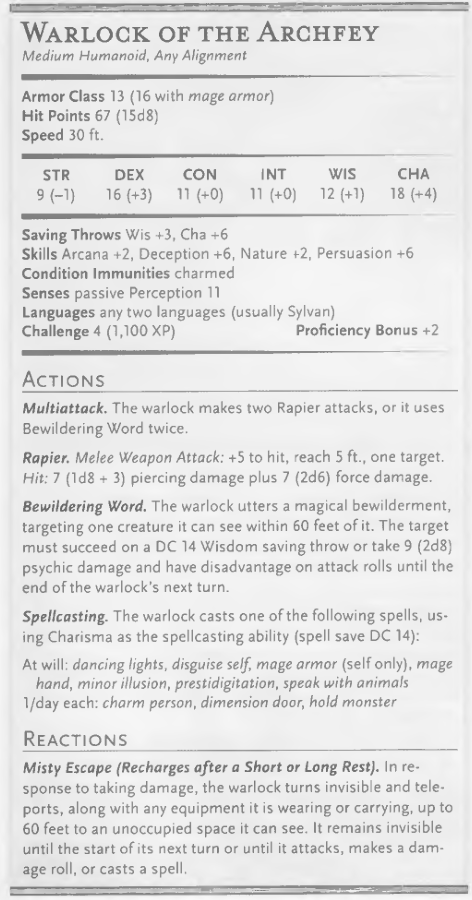 WARLOCK OF THE ARCHFEY
Medium Humanoid, Any Alignment
Armor Class 13 (16 with mage armor)
Hit Points 67 (15d8)
Speed 30 ft.
STR DEX CON INT WIS CHA
9 (–1) 16 (+3) 11 (+0) 11 (+0) 12 (+1) 18 (+4)
Saving Throws Wis +3, Cha +6
Skills Arcana +2, Deception +6, Nature +2, Persuasion +6
Condition Immunities charmed
Senses passive Perception 11
Languages any two languages (usually Sylvan)
Challenge 4 (1,100 XP) Proficiency Bonus +2
ACTIONS
Multiattack. The warlock makes two Rapier attacks, or it uses
Bewildering Word twice.
Rapier. Melee Weapon Attack: +5 to hit, reach 5 ft., one target.
Hit: 7 (1d8 + 3) piercing damage plus 7 (2d6) force damage.
Bewildering Word. The warlock utters a magical bewilderment,
targeting one creature it can see within 60 feet of it. The target
must succeed on a DC 14 Wisdom saving throw or take 9 (2d8)
psychic damage and have disadvantage on attack rolls until the
end of the warlock's next turn.
Spellcasting. The warlock casts one of the following spells, us-
ing Charisma as the spellcasting ability (spell save DC 14):
At will: dancing lights, disguise self, mage armor (self only), mage
hand, minor illusion, prestidigitation, speak with animals
1/day each: charm person, dimension door, hold monster
REACTIONS
Misty Escape (Recharges after a Short or Long Rest). In re-
sponse to taking damage, the warlock turns invisible and tele-
ports, along with any equipment it is wearing or carrying, up to
60 feet to an unoccupied space it can see. It remains invisible
until the start of its next turn or until it attacks, makes a dam-
age roll, or casts a spell.